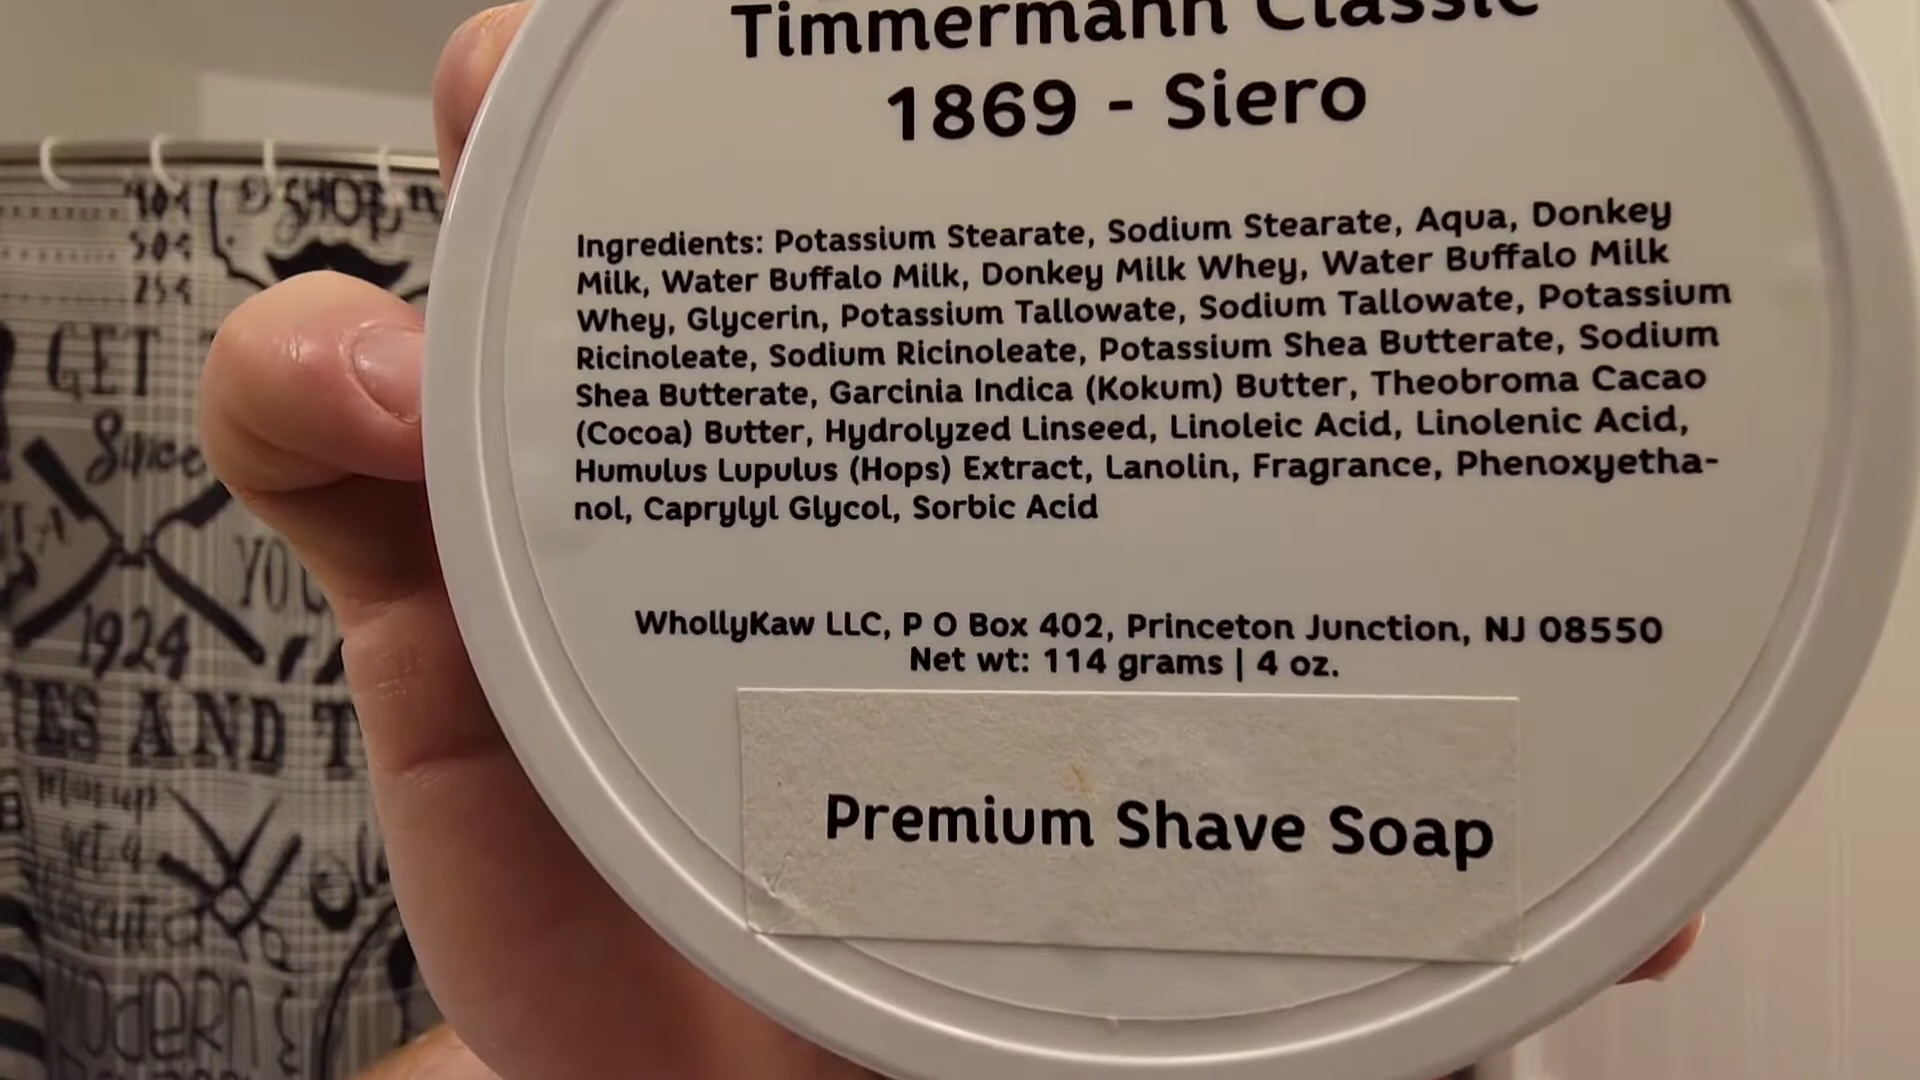 Timmermann Classic
1869 - Siero
Ingredients: Potassium Stearate, Sodium Stearate, Aqua, Donkey
Milk, Water Buffalo Milk, Donkey Milk Whey, Water Buffalo Milk
Whey, Glycerin, Potassium Tallowate, Sodium Tallowate, Potassium
Ricinoleate, Sodium Ricinoleate, Potassium Shea Butterate, Sodium
Shea Butterate, Garcinia Indica (Kokum) Butter, Theobroma Cacao
(Cocoa) Butter, Hydrolyzed Linseed, Linoleic Acid, Linolenic Acid,
Humulus Lupulus (Hops) Extract, Lanolin, Fragrance, Phenoxyetha-
nol, Caprylyl Glycol, Sorbic Acid
WhollyKaw LLC, P O Box 402, Princeton Junction, NJ 08550
Net wt: 114 grams | 4 oz.
Premium Shave Soap
SHOP
50¢
25¢
GET
Since
YOU
1924
AND